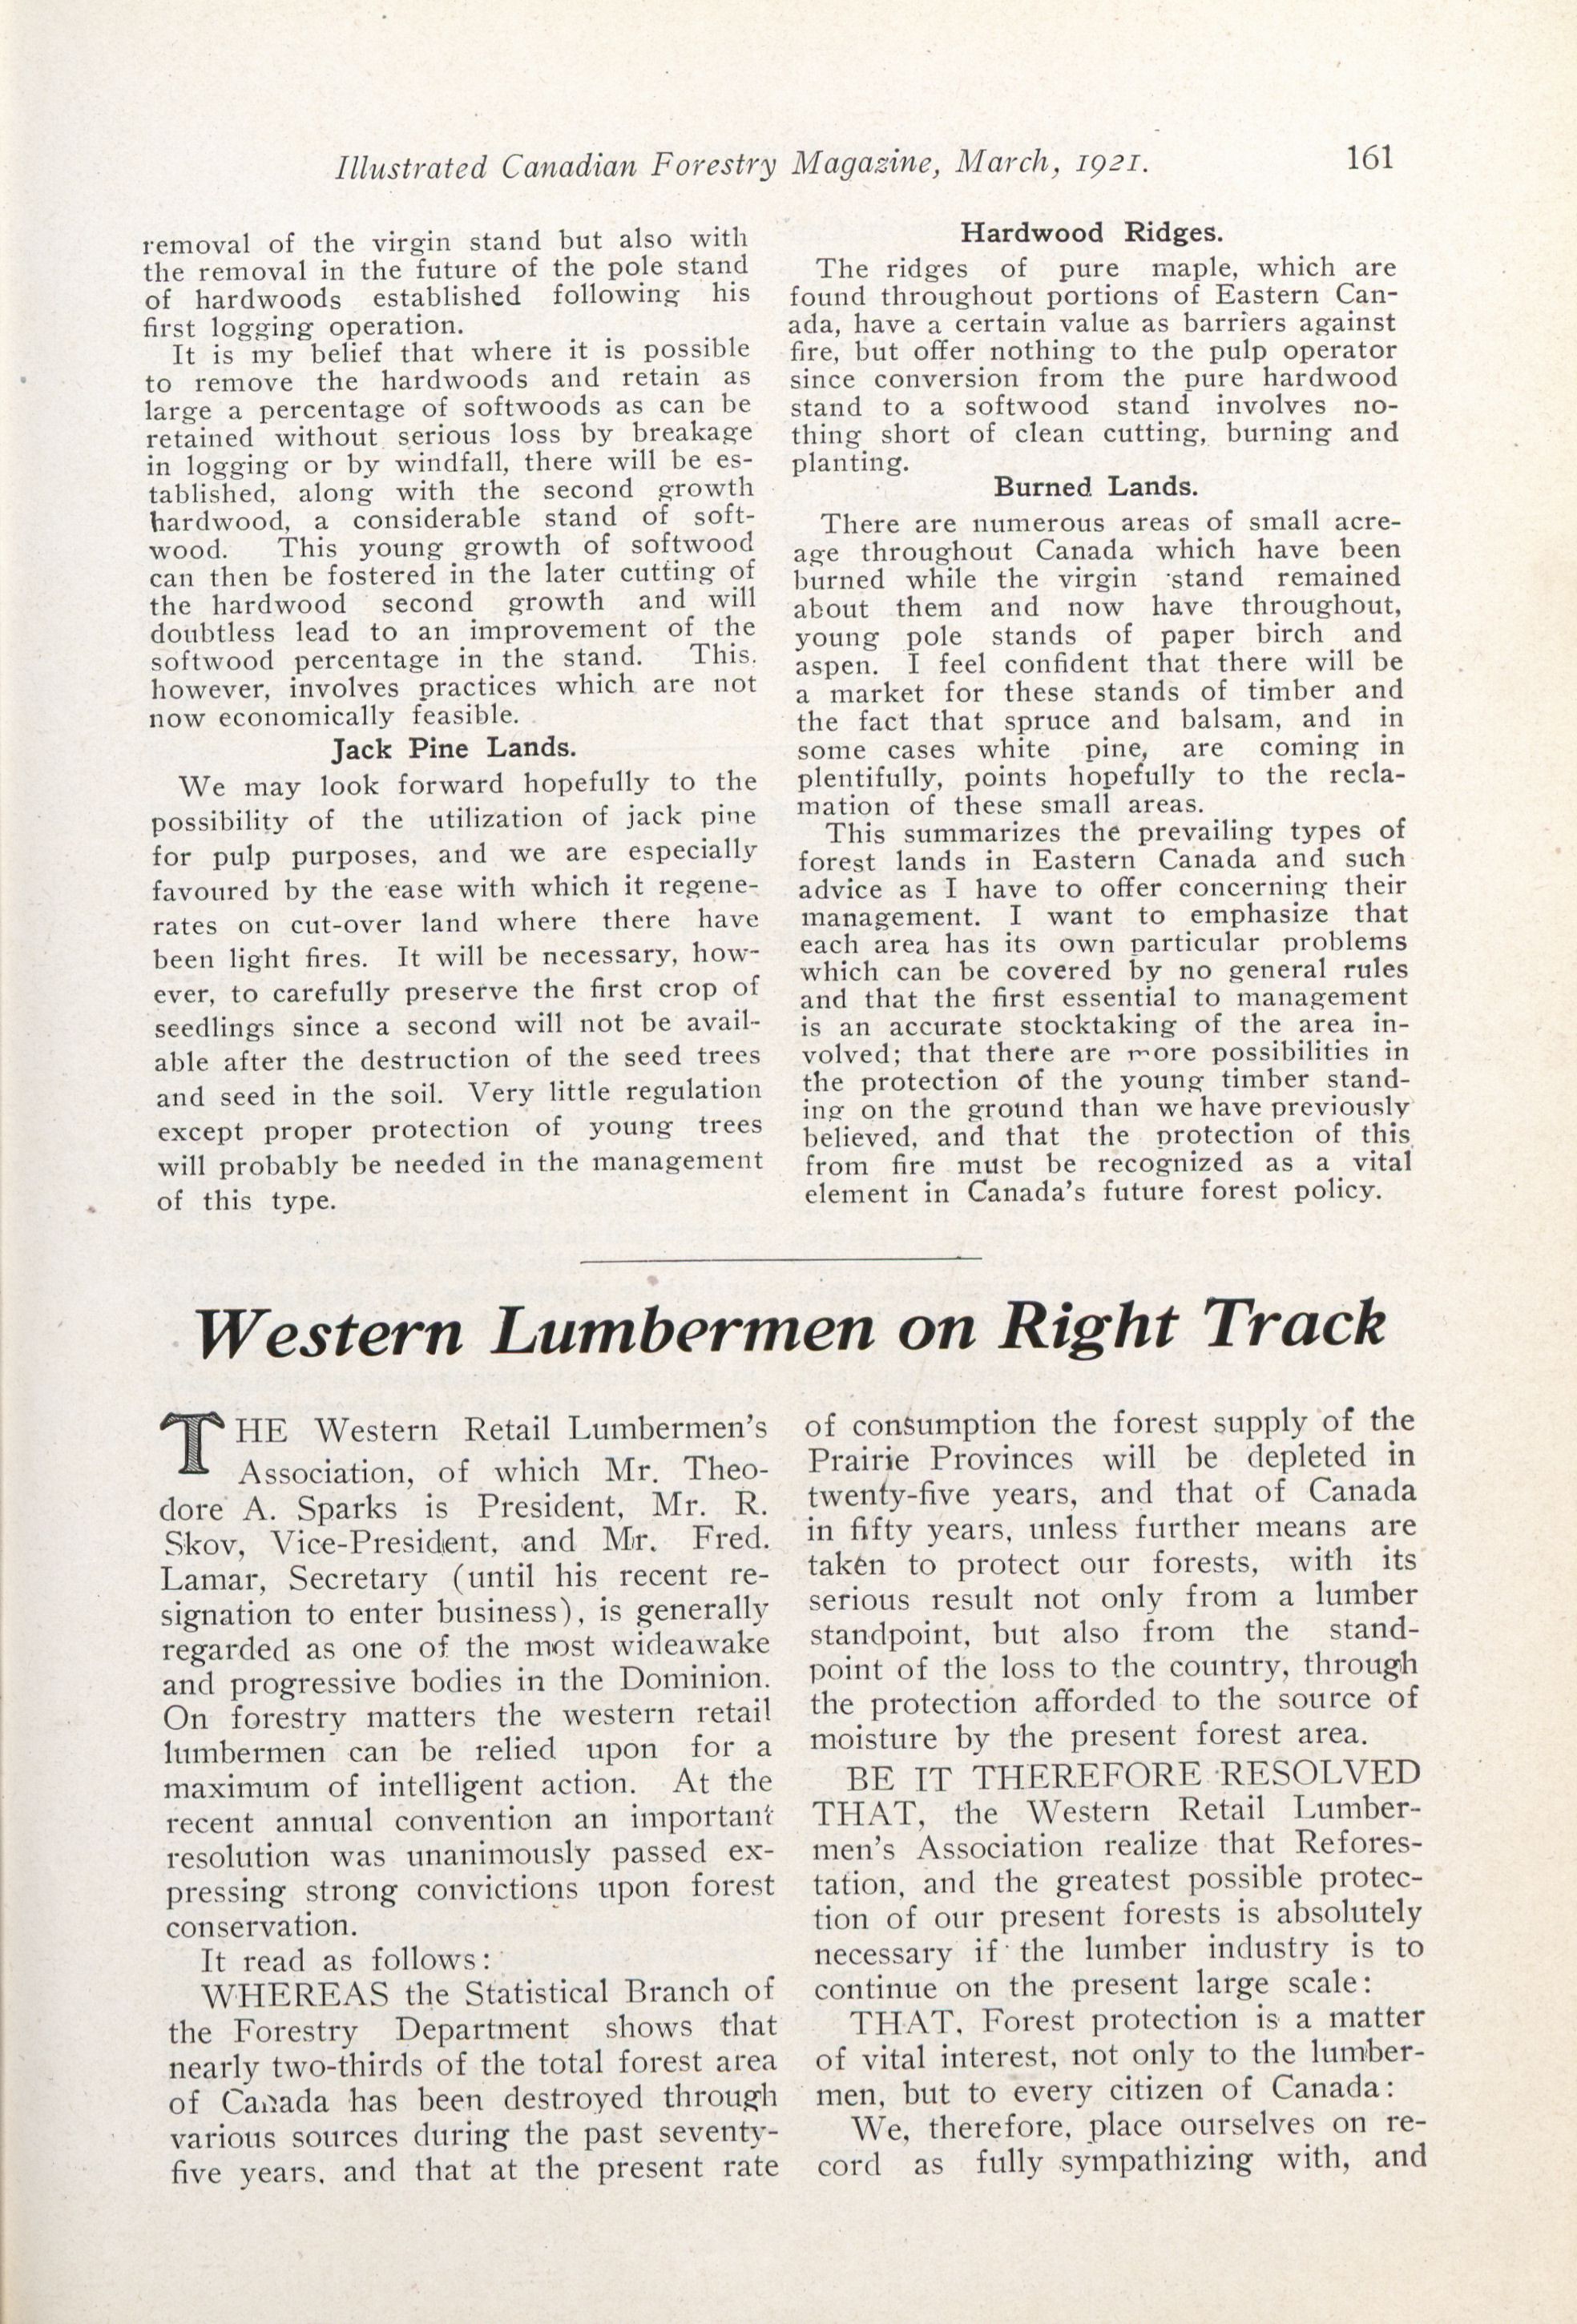 Illustrated Canadian Forestry Magazine, March, 1921. 161
removal of the virgin stand but also with
the removal in the future of the pole stand
of hardwoods established following his
first logging operation.
It is my belief that where it is possible
to remove the hardwoods and retain as
large a percentage of softwoods as can be
retained without serious loss by breakage
in logging or by windfall, there will be es-
tablished, along with the second growth
hardwood, a considerable stand of soft-
wood. This young growth of softwood
can then be fostered in the later cutting of
the hardwood second growth and will
doubtless lead to an improvement of the
softwood percentage in the stand. This.
however, involves practices which are not
now economically feasible.
Jack Pine Lands.
We may look forward hopefully to the
possibility of the utilization of jack pine
for pulp purposes, and we are especially
favoured by the ease with which it regene-
rates on cut-over land where there have
been light fires. It will be necessary, how-
ever, to carefully preserve the first crop of
seedlings since a second will not be avail-
able after the destruction of the seed trees
and seed in the soil. Very little regulation
except proper protection of young trees
will probably be needed in the management
of this type.
Hardwood Ridges.
The ridges of pure maple, which are
found throughout portions of Eastern Can-
ada, have a certain value as barriers against
fire, but offer nothing to the pulp operator
since conversion from the pure hardwood
stand to a softwood stand involves no-
thing short of clean cutting, burning and
planting.
Burned Lands.
There are numerous areas of small acre-
age throughout Canada which have been
burned while the virgin stand remained
about them and now have throughout,
young pole stands of paper birch and
aspen. I feel confident that there will be
a market for these stands of timber and
the fact that spruce and balsam, and in
some cases white pine, are coming in
plentifully, points hopefully to the recla-
mation of these small areas.
This summarizes the prevailing types of
forest lands in Eastern Canada and such
advice as I have to offer concerning their
management. I want to emphasize that
each area has its own particular problems
which can be covered by no general rules
and that the first essential to management
is an accurate stocktaking of the area in-
volved; that there are more possibilities in
the protection of the young timber stand-
ing on the ground than we have previously
believed, and that the protection of this
from fire must be recognized as a vital
element in Canada's future forest policy.
Western Lumbermen on Right Track
THE Western Retail Lumbermen's
Association, of which Mr. Theo-
dore A. Sparks is President, Mr. R.
Skov, Vice-President, and Mr. Fred.
Lamar, Secretary (until his recent re-
signation to enter business), is generally
regarded as one of the most wideawake
and progressive bodies in the Dominion.
On forestry matters the western retail
lumbermen can be relied upon for a
maximum of intelligent action. At the
recent annual convention an important
resolution was unanimously passed ex-
pressing strong convictions upon forest
conservation.
It read as follows:
WHEREAS the Statistical Branch of
the Forestry Department shows that
nearly two-thirds of the total forest area
of Canada has been destroyed through
various sources during the past seventy-
five years. and that at the present rate
of consumption the forest supply of the
Prairie Provinces will be depleted in
twenty-five years, and that of Canada
in fifty years, unless further means are
taken to protect our forests, with its
serious result not only from a lumber
standpoint, but also from the stand-
point of the loss to the country, through
the protection afforded to the source of
moisture by the present forest area.
BE IT THEREFORE RESOLVED
THAT, the Western Retail Lumber-
men's Association realize that Refores-
tation, and the greatest possible protec-
tion of our present forests is absolutely
necessary if the lumber industry is to
continue on the present large scale:
THAT, Forest protection is a matter
of vital interest, not only to the lumber-
men, but to every citizen of Canada:
We, therefore, place ourselves on re-
cord as fully sympathizing with, and